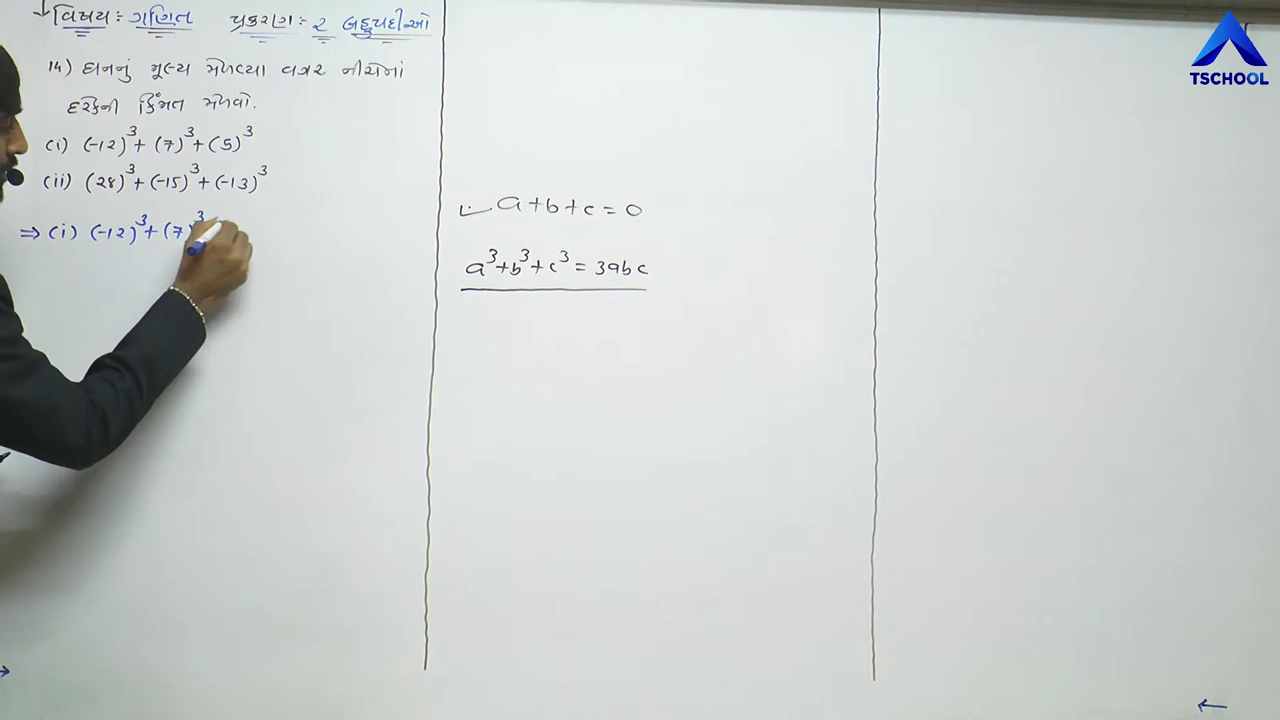 વિષય: ગણિત પ્રકરણ: ૨ બહુપદીઓ
14) ઘનનું મૂલ્ય મેળવ્યા વગર નીચેનાં
દરેકની કિંમત મેળવો.
(i) (-12)³ + (7)³ + (5)³
(ii) (28)³ + (-15)³ + (-13)³
⇒ (i) (-12)³ + (7)³
a + b + c = 0
a³ + b³ + c³ = 3abc
TSCHOOL